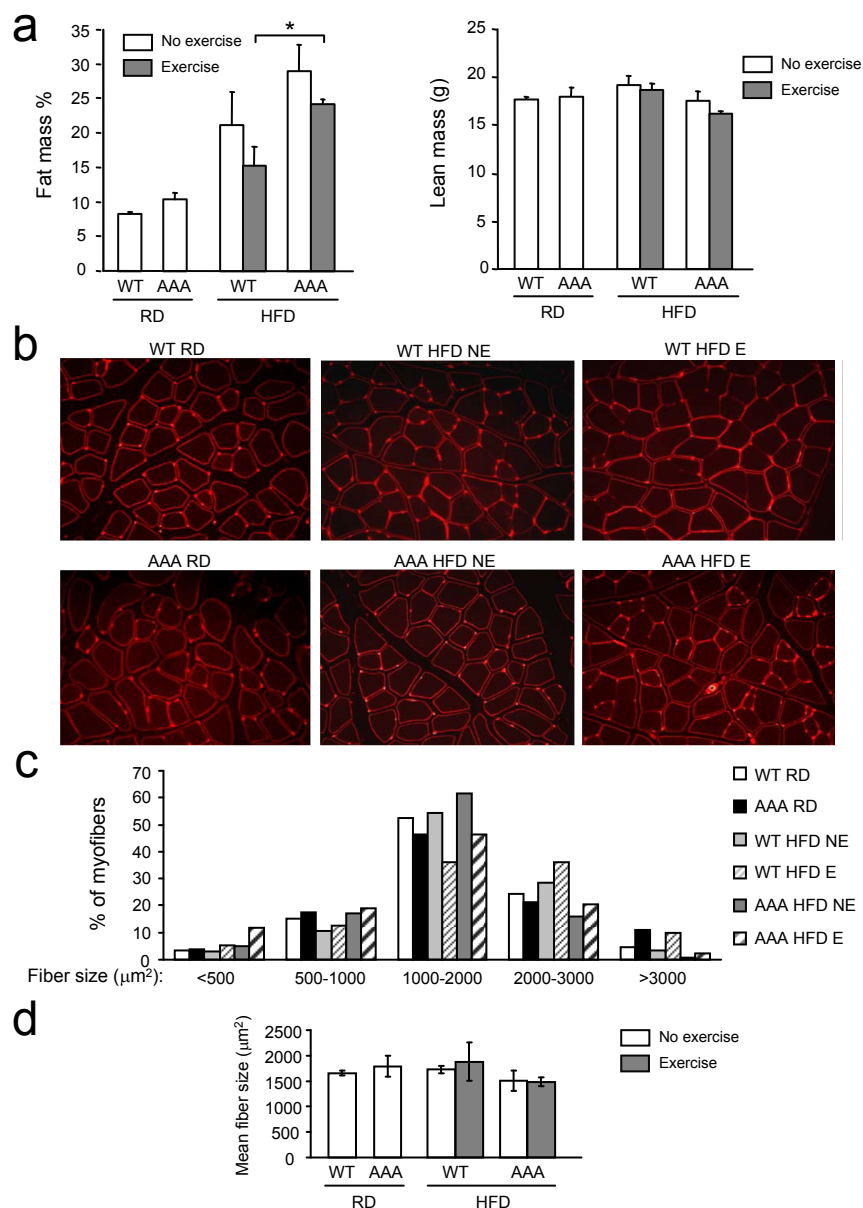 a
Fat mass %
35
30
25
20
15
10
5
0
No exercise
Exercise
*
WT AAA WT AAA
RD HFD
Lean mass (g)
25
20
15
10
5
0
No exercise
Exercise
WT AAA WT AAA
RD HFD
b
WT RD WT HFD NE WT HFD E
AAA RD AAA HFD NE AAA HFD E
c
% of myofibers
70
60
50
40
30
20
10
0
Fiber size (μm²): <500 500-1000 1000-2000 2000-3000 >3000
WT RD
AAA RD
WT HFD NE
WT HFD E
AAA HFD NE
AAA HFD E
d
Mean fiber size (μm²)
2500
2000
1500
1000
500
0
No exercise
Exercise
WT AAA WT AAA
RD HFD